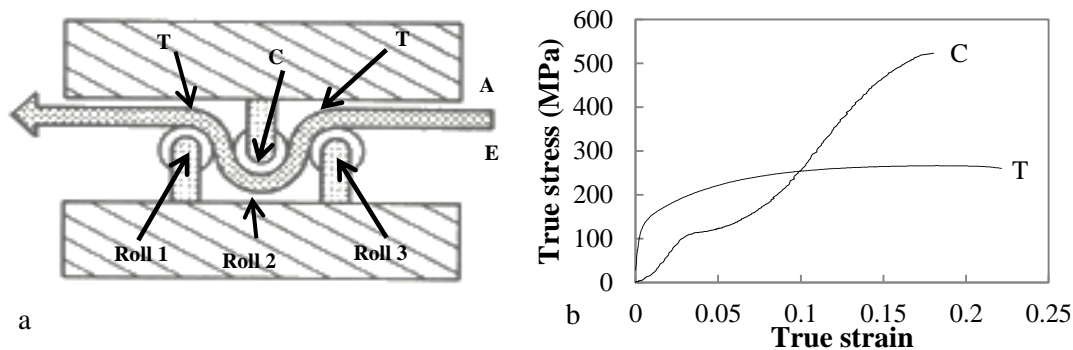 T
C
T
A
E
Roll 1
Roll 2
Roll 3
a
True stress (MPa)
600
500
400
300
200
100
0
C
T
0
0.05
0.1
0.15
0.2
0.25
b
True strain